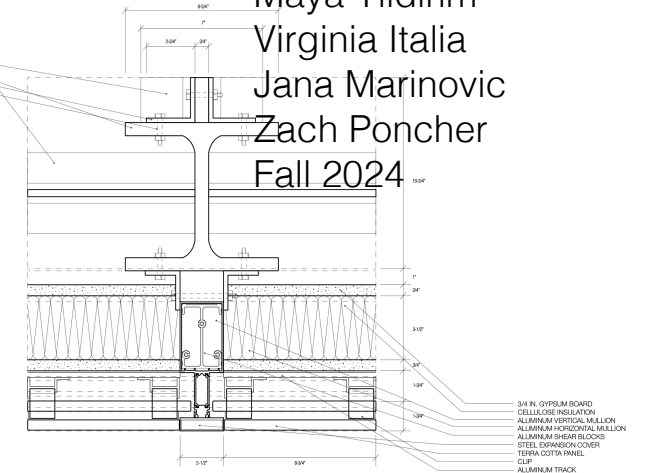 Maya Yildirim
Virginia Italia
Jana Marinovic
Zach Poncher
Fall 2024
8-3/4"
7"
2-3/4"
3/4"
10-3/4"
1"
3/4"
3-1/2"
3/4"
1-3/4"
1-3/4"
2-1/2"
8-3/4"
3/4 IN. GYPSUM BOARD
CELLULOSE INSULATION
ALUMINUM VERTICAL MULLION
ALUMINUM HORIZONTAL MULLION
ALUMINUM SHEAR BLOCKS
STEEL EXPANSION COVER
TERRA COTTA PANEL
CLIP
ALUMINUM TRACK